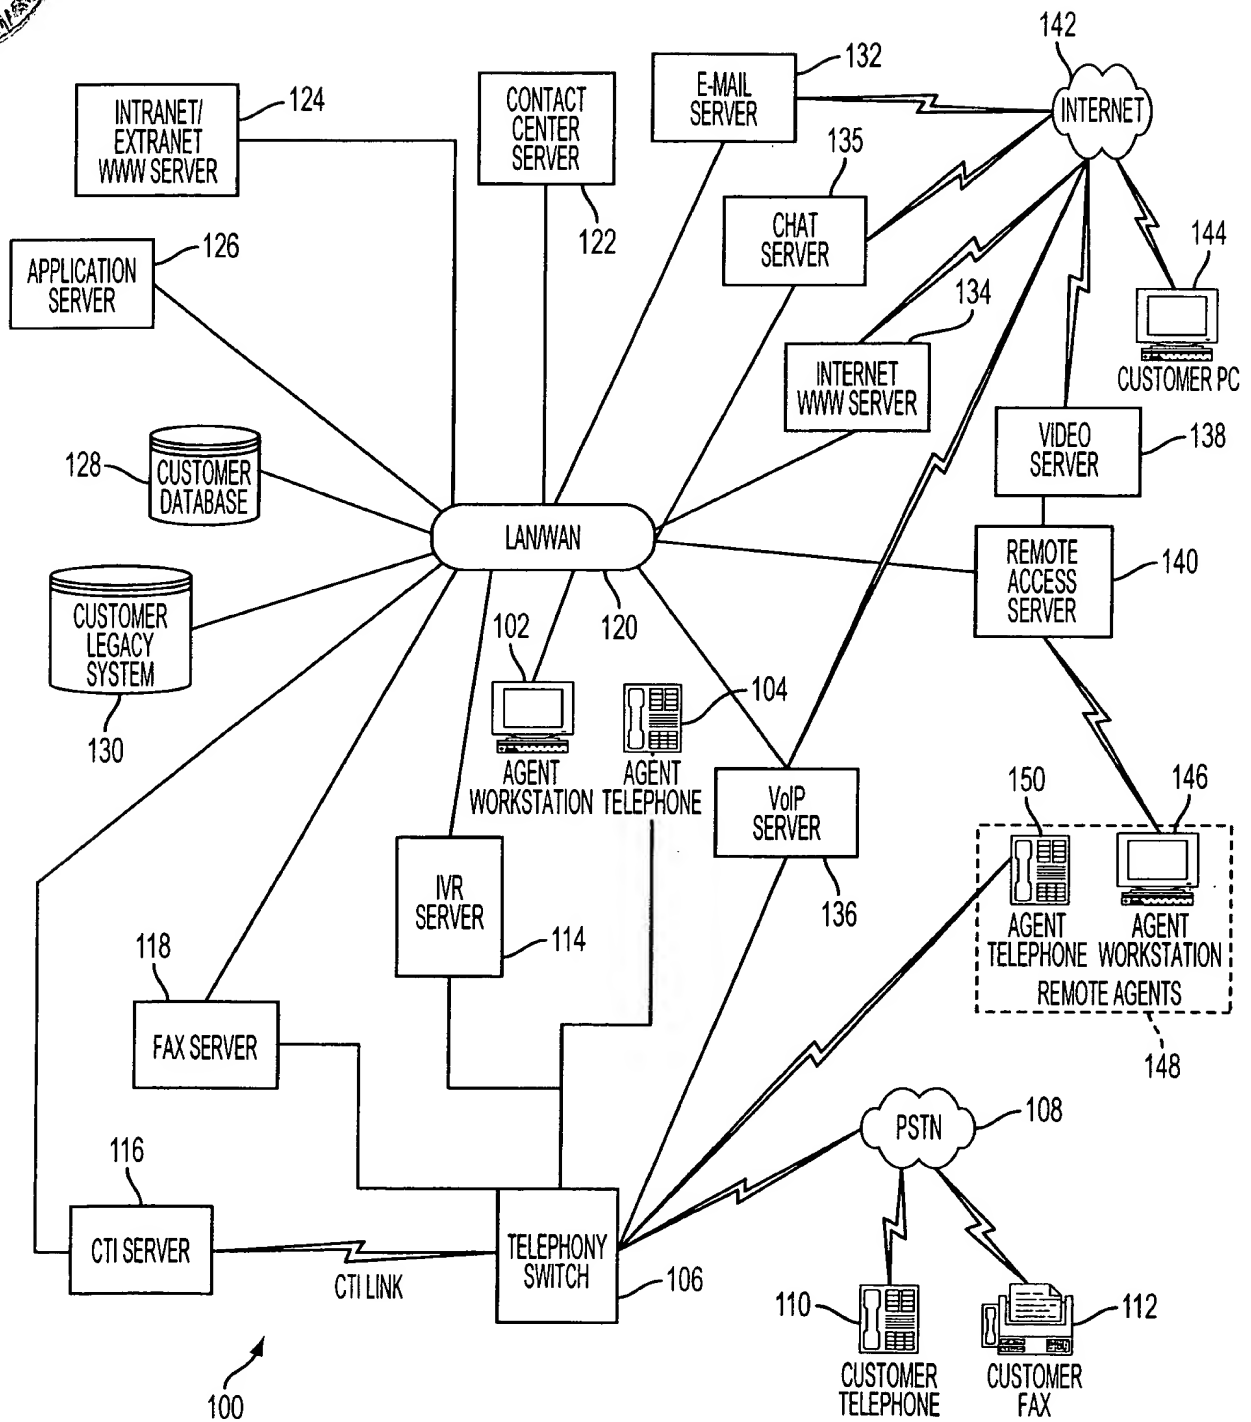 142
132
E-MAIL
SERVER
INTERNET
124
INTRANET/
EXTRANET
WWW SERVER
CONTACT
CENTER
SERVER
122
135
CHAT
SERVER
144
CUSTOMER PC
126
APPLICATION
SERVER
134
INTERNET
WWW SERVER
VIDEO
SERVER
138
128
CUSTOMER
DATABASE
LAN/WAN
120
REMOTE
ACCESS
SERVER
140
CUSTOMER
LEGACY
SYSTEM
130
102
AGENT
WORKSTATION
104
AGENT
TELEPHONE
VoIP
SERVER
136
150
146
AGENT
TELEPHONE
AGENT
WORKSTATION
REMOTE AGENTS
148
IVR
SERVER
114
118
FAX SERVER
PSTN
108
116
CTI SERVER
CTI LINK
TELEPHONY
SWITCH
106
110
CUSTOMER
TELEPHONE
112
CUSTOMER
FAX
100